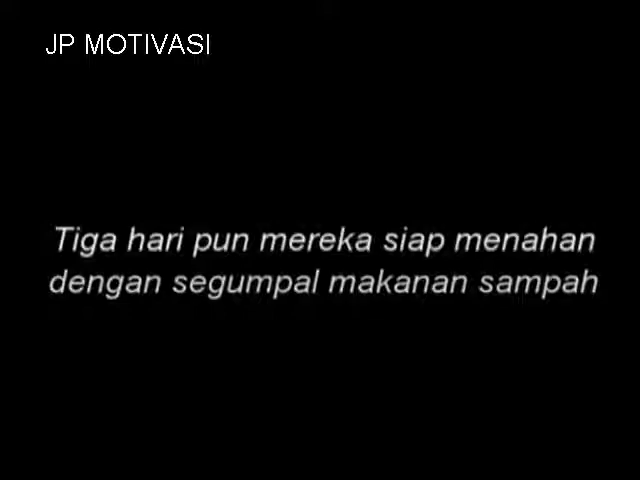 JP MOTIVASI
Tiga hari pun mereka siap menahan
dengan segumpal makanan sampah